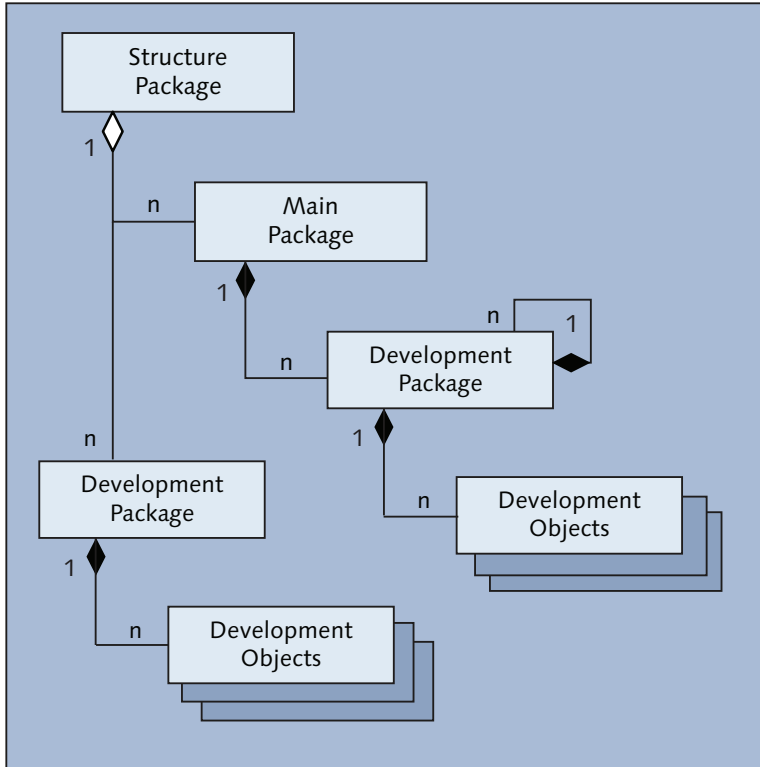 Structure
Package
1
n
Main
Package
1
n
n
1
Development
Package
1
n
Development
Package
n
Development
Objects
1
n
Development
Objects